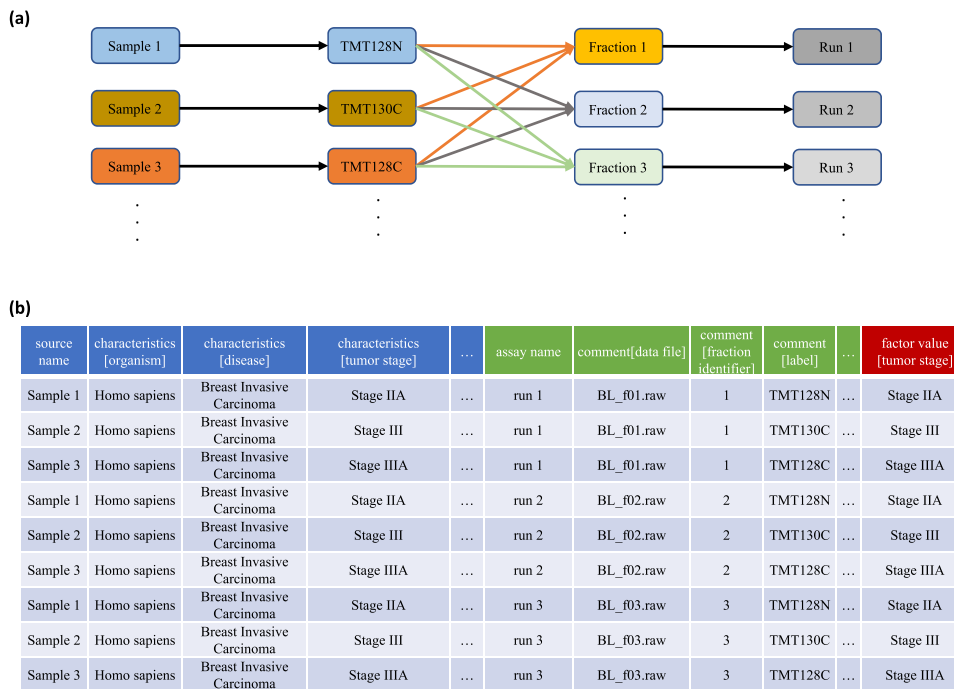 (a)
Sample 1 TMT128N Fraction 1 Run 1
Sample 2 TMT130C Fraction 2 Run 2
Sample 3 TMT128C Fraction 3 Run 3
(b)
source name characteristics [organism] characteristics [disease] characteristics [tumor stage] … assay name comment[data file] comment [fraction identifier] comment [label] … factor value [tumor stage]
Sample 1 Homo sapiens Breast Invasive Carcinoma Stage IIA … run 1 BL_f01.raw 1 TMT128N … Stage IIA
Sample 2 Homo sapiens Breast Invasive Carcinoma Stage III … run 1 BL_f01.raw 1 TMT130C … Stage III
Sample 3 Homo sapiens Breast Invasive Carcinoma Stage IIIA … run 1 BL_f01.raw 1 TMT128C … Stage IIIA
Sample 1 Homo sapiens Breast Invasive Carcinoma Stage IIA … run 2 BL_f02.raw 2 TMT128N … Stage IIA
Sample 2 Homo sapiens Breast Invasive Carcinoma Stage III … run 2 BL_f02.raw 2 TMT130C … Stage III
Sample 3 Homo sapiens Breast Invasive Carcinoma Stage IIIA … run 2 BL_f02.raw 2 TMT128C … Stage IIIA
Sample 1 Homo sapiens Breast Invasive Carcinoma Stage IIA … run 3 BL_f03.raw 3 TMT128N … Stage IIA
Sample 2 Homo sapiens Breast Invasive Carcinoma Stage III … run 3 BL_f03.raw 3 TMT130C … Stage III
Sample 3 Homo sapiens Breast Invasive Carcinoma Stage IIIA … run 3 BL_f03.raw 3 TMT128C … Stage IIIA